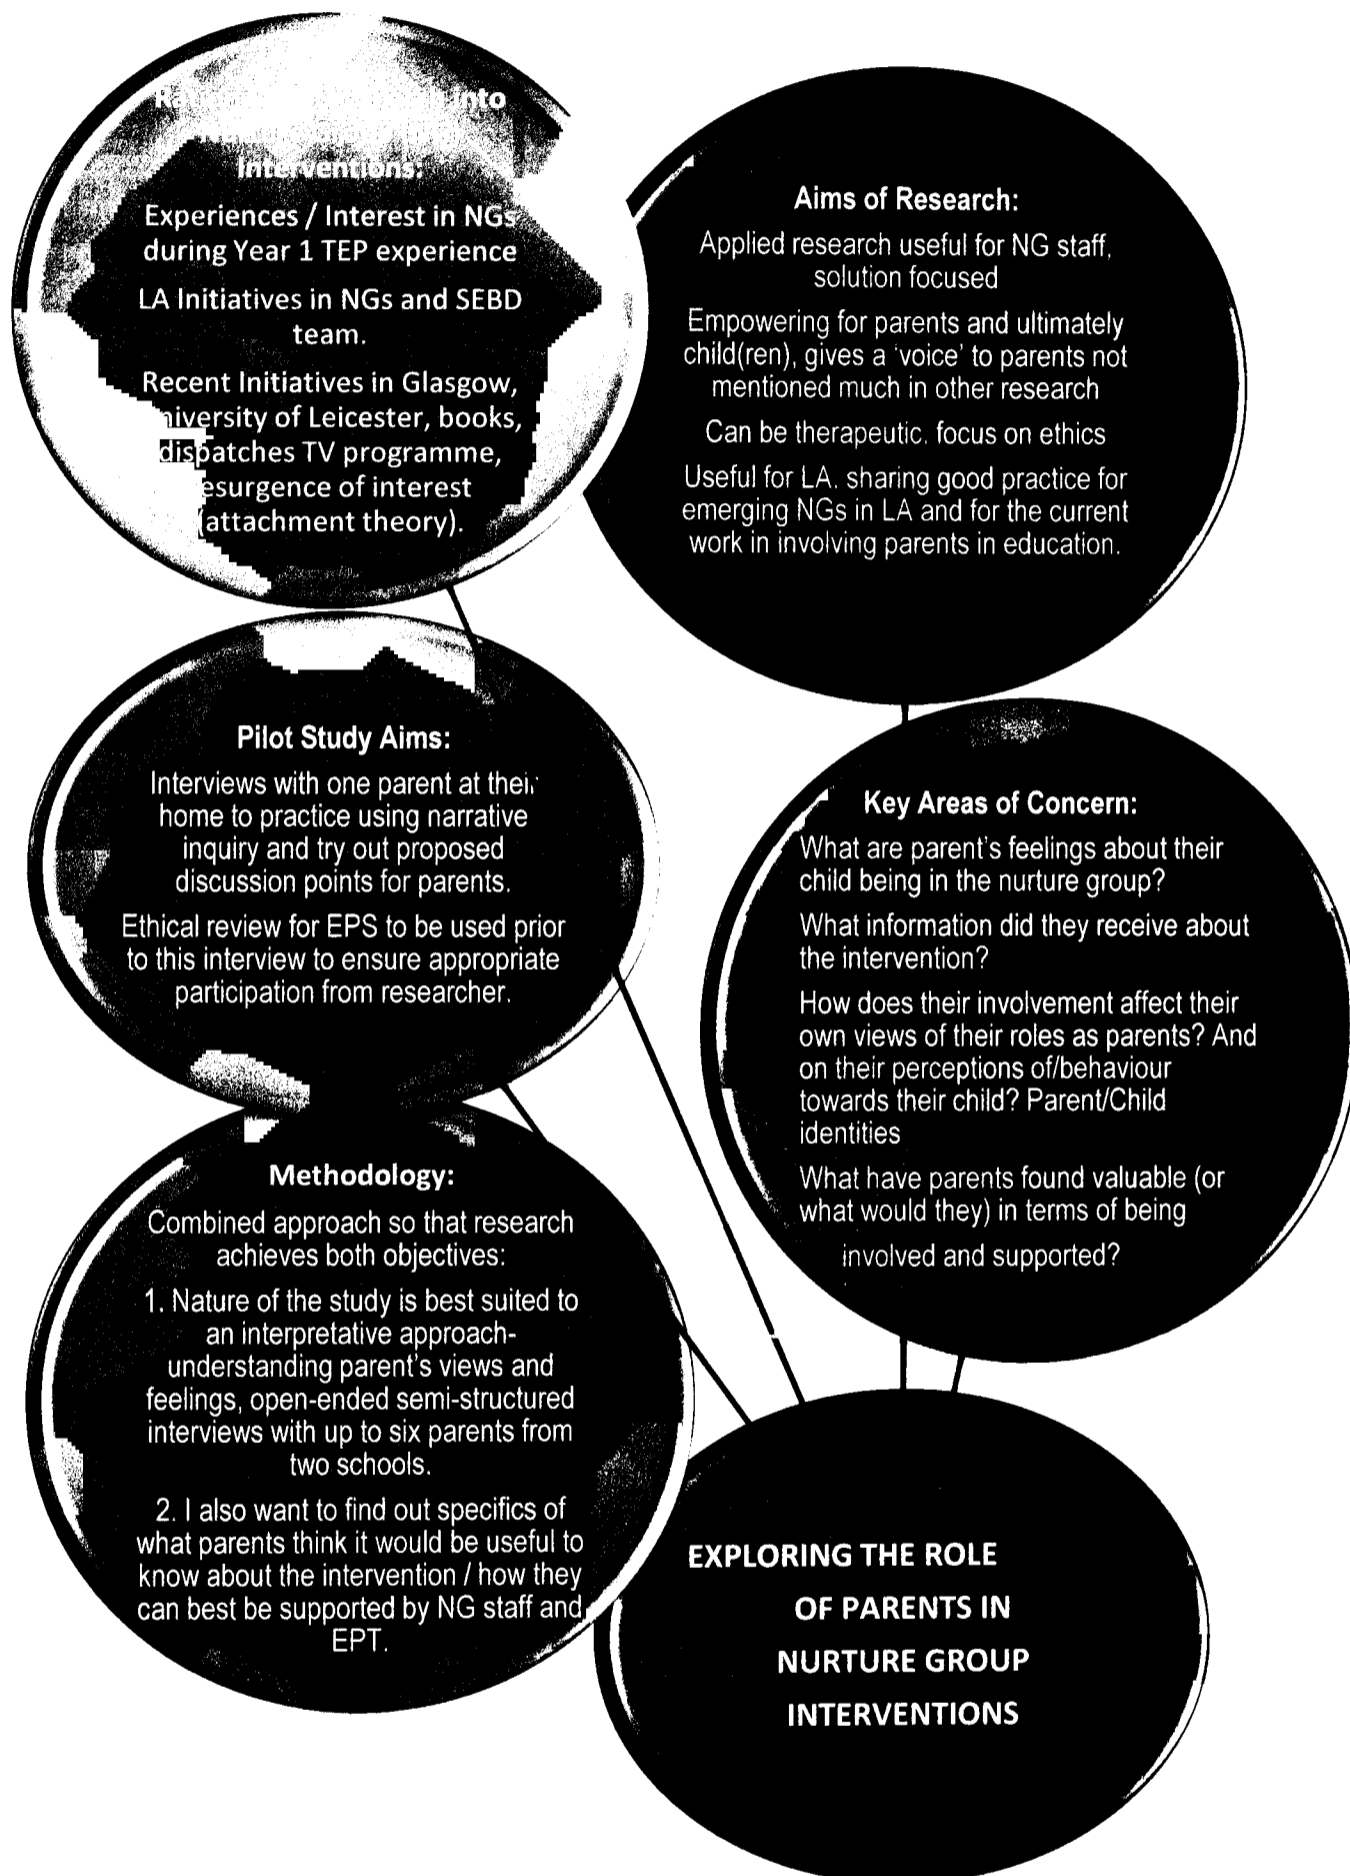 into
Interventions:
Experiences / Interest in NGs
during Year 1 TEP experience
LA Initiatives in NGs and SEBD
team.
Recent Initiatives in Glasgow,
niversity of Leicester, books,
dispatches TV programme,
esurgence of interest
(attachment theory).
Aims of Research:
Applied research useful for NG staff,
solution focused
Empowering for parents and ultimately
child(ren), gives a 'voice' to parents not
mentioned much in other research
Can be therapeutic. focus on ethics
Useful for LA. sharing good practice for
emerging NGs in LA and for the current
work in involving parents in education.
Pilot Study Aims:
Interviews with one parent at their
home to practice using narrative
inquiry and try out proposed
discussion points for parents.
Ethical review for EPS to be used prior
to this interview to ensure appropriate
participation from researcher.
Key Areas of Concern:
What are parent's feelings about their
child being in the nurture group?
What information did they receive about
the intervention?
How does their involvement affect their
own views of their roles as parents? And
on their perceptions of/behaviour
towards their child? Parent/Child
identities
What have parents found valuable (or
what would they) in terms of being
involved and supported?
Methodology:
Combined approach so that research
achieves both objectives:
1. Nature of the study is best suited to
an interpretative approach-
understanding parent's views and
feelings, open-ended semi-structured
interviews with up to six parents from
two schools.
2. I also want to find out specifics of
what parents think it would be useful to
know about the intervention / how they
can best be supported by NG staff and
EPT.
EXPLORING THE ROLE
OF PARENTS IN
NURTURE GROUP
INTERVENTIONS